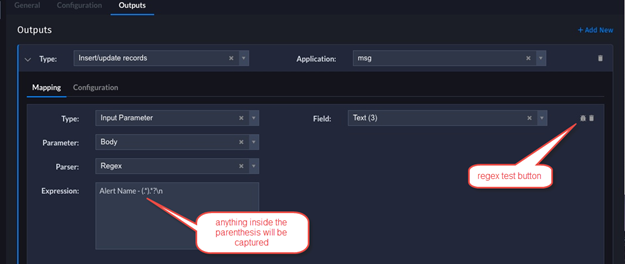 General Configuration Outputs
Outputs
+ Add New
Type: Insert/update records Application: msg
Mapping Configuration
Type: Input Parameter Field: Text (3)
Parameter: Body
regex test button
Parser: Regex
Expression: Alert Name - (.*).*?\n
anything inside the
parenthesis will be
captured